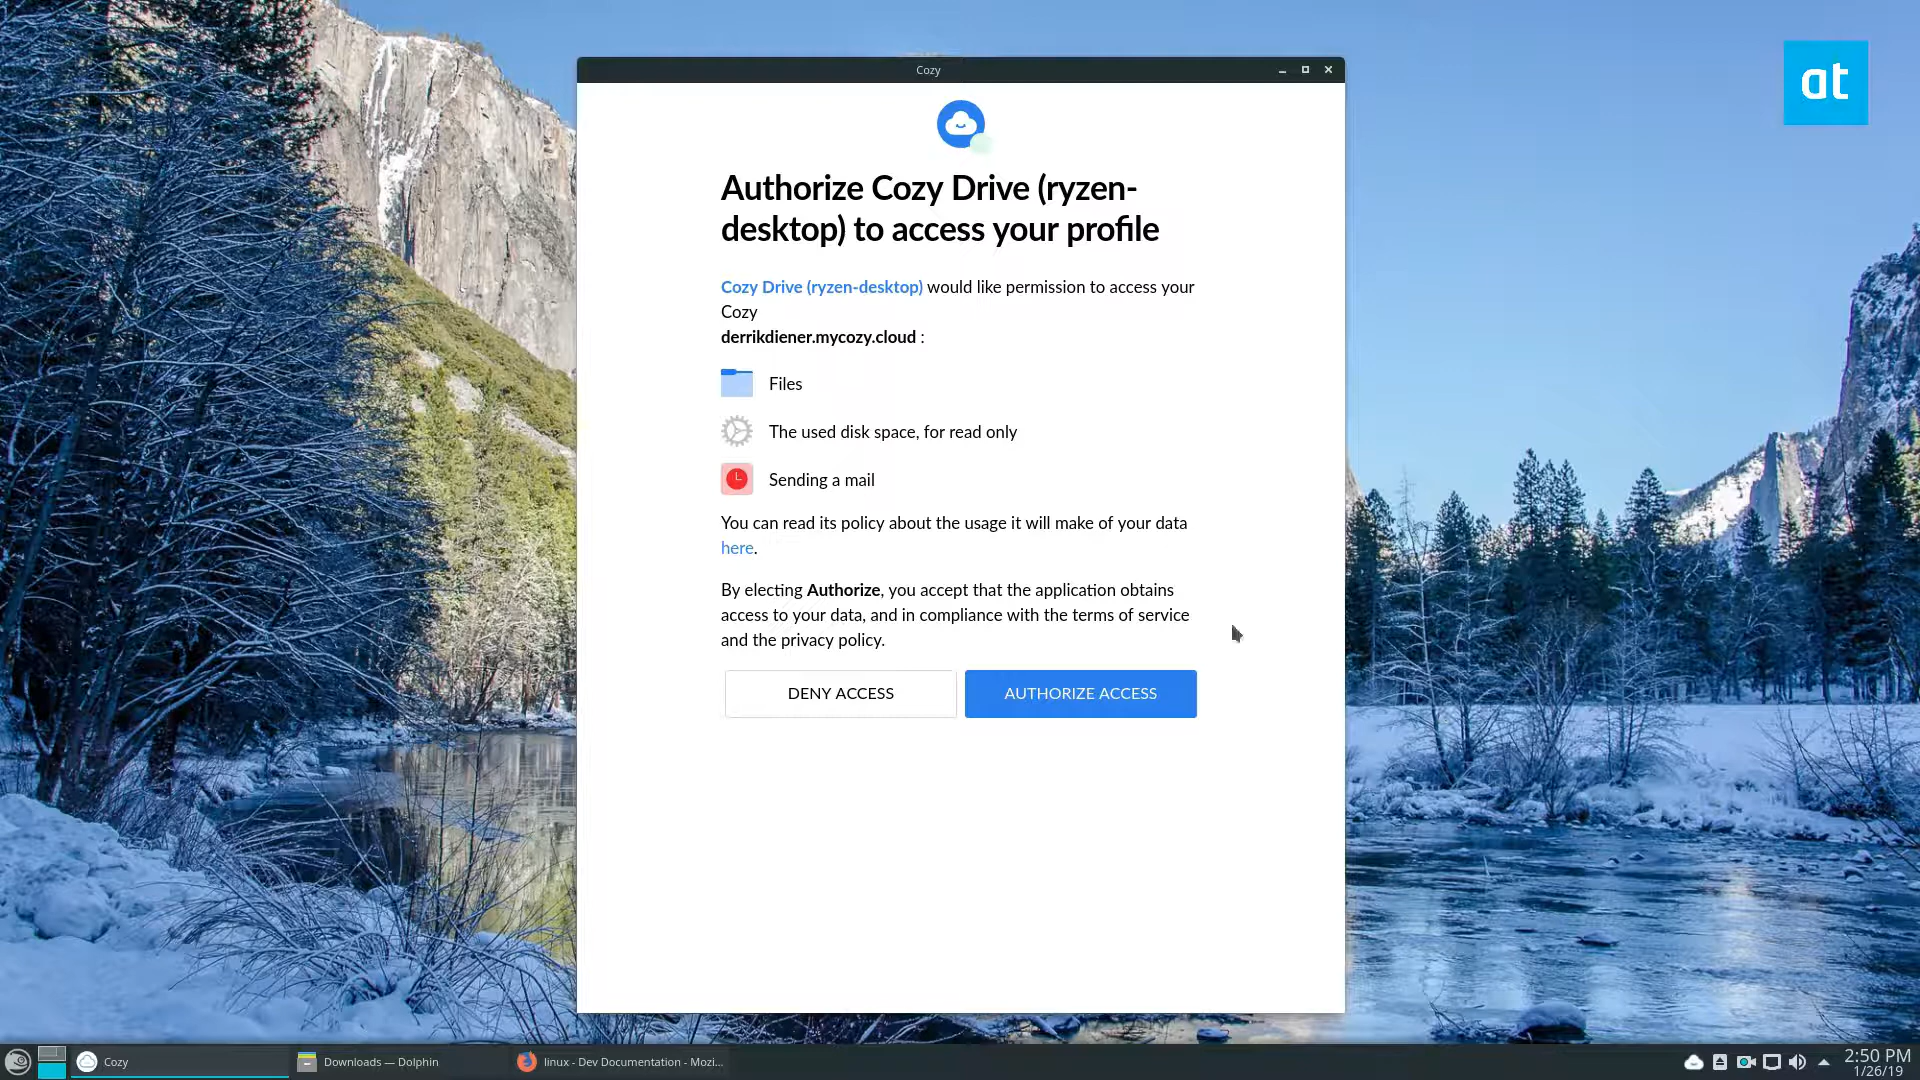 Cozy
at
Authorize Cozy Drive (ryzen-
desktop) to access your profile
Cozy Drive (ryzen-desktop) would like permission to access your
Cozy
derrikdiener.mycozy.cloud :
Files
The used disk space, for read only
Sending a mail
You can read its policy about the usage it will make of your data
here.
By electing Authorize, you accept that the application obtains
access to your data, and in compliance with the terms of service
and the privacy policy.
DENY ACCESS
AUTHORIZE ACCESS
Cozy
Downloads — Dolphin
linux - Dev Documentation - Mozi...
2:50 PM
1/26/19